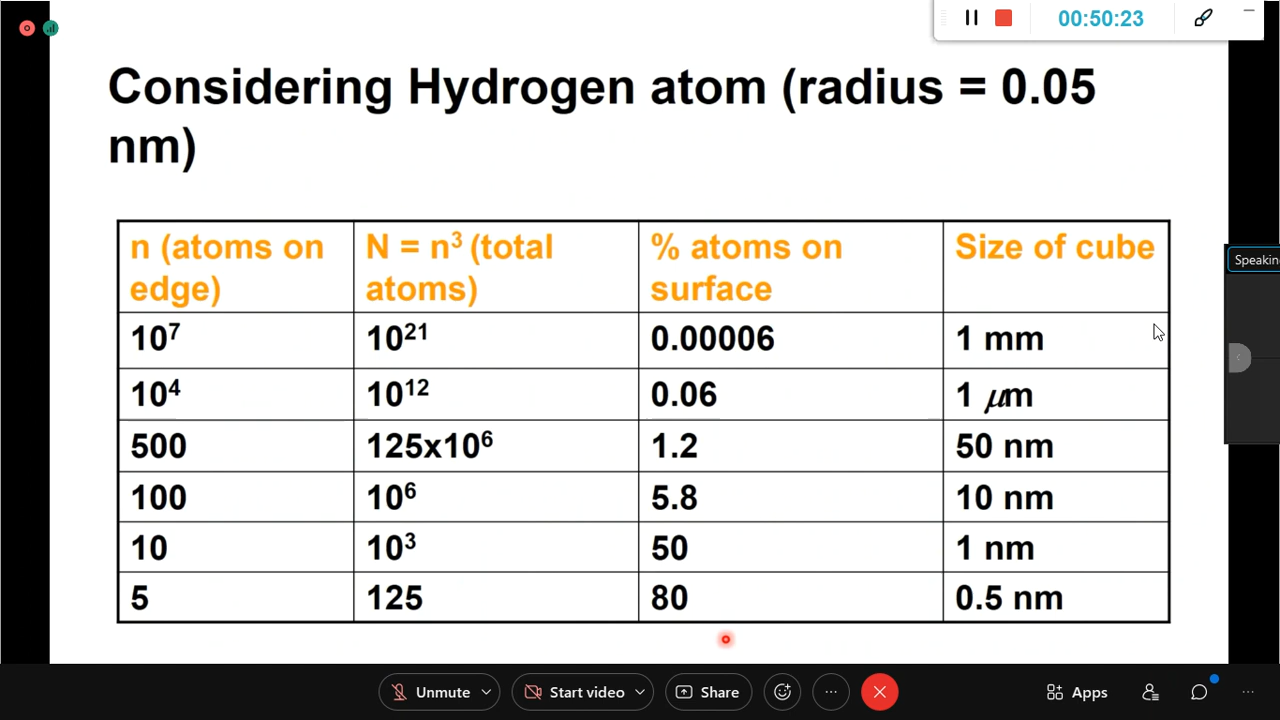 00:50:23
Considering Hydrogen atom (radius = 0.05
nm)
n (atoms on edge) | N = n³ (total atoms) | % atoms on surface | Size of cube
10⁷ | 10²¹ | 0.00006 | 1 mm
10⁴ | 10¹² | 0.06 | 1 μm
500 | 125x10⁶ | 1.2 | 50 nm
100 | 10⁶ | 5.8 | 10 nm
10 | 10³ | 50 | 1 nm
5 | 125 | 80 | 0.5 nm
Unmute Start video Share Apps